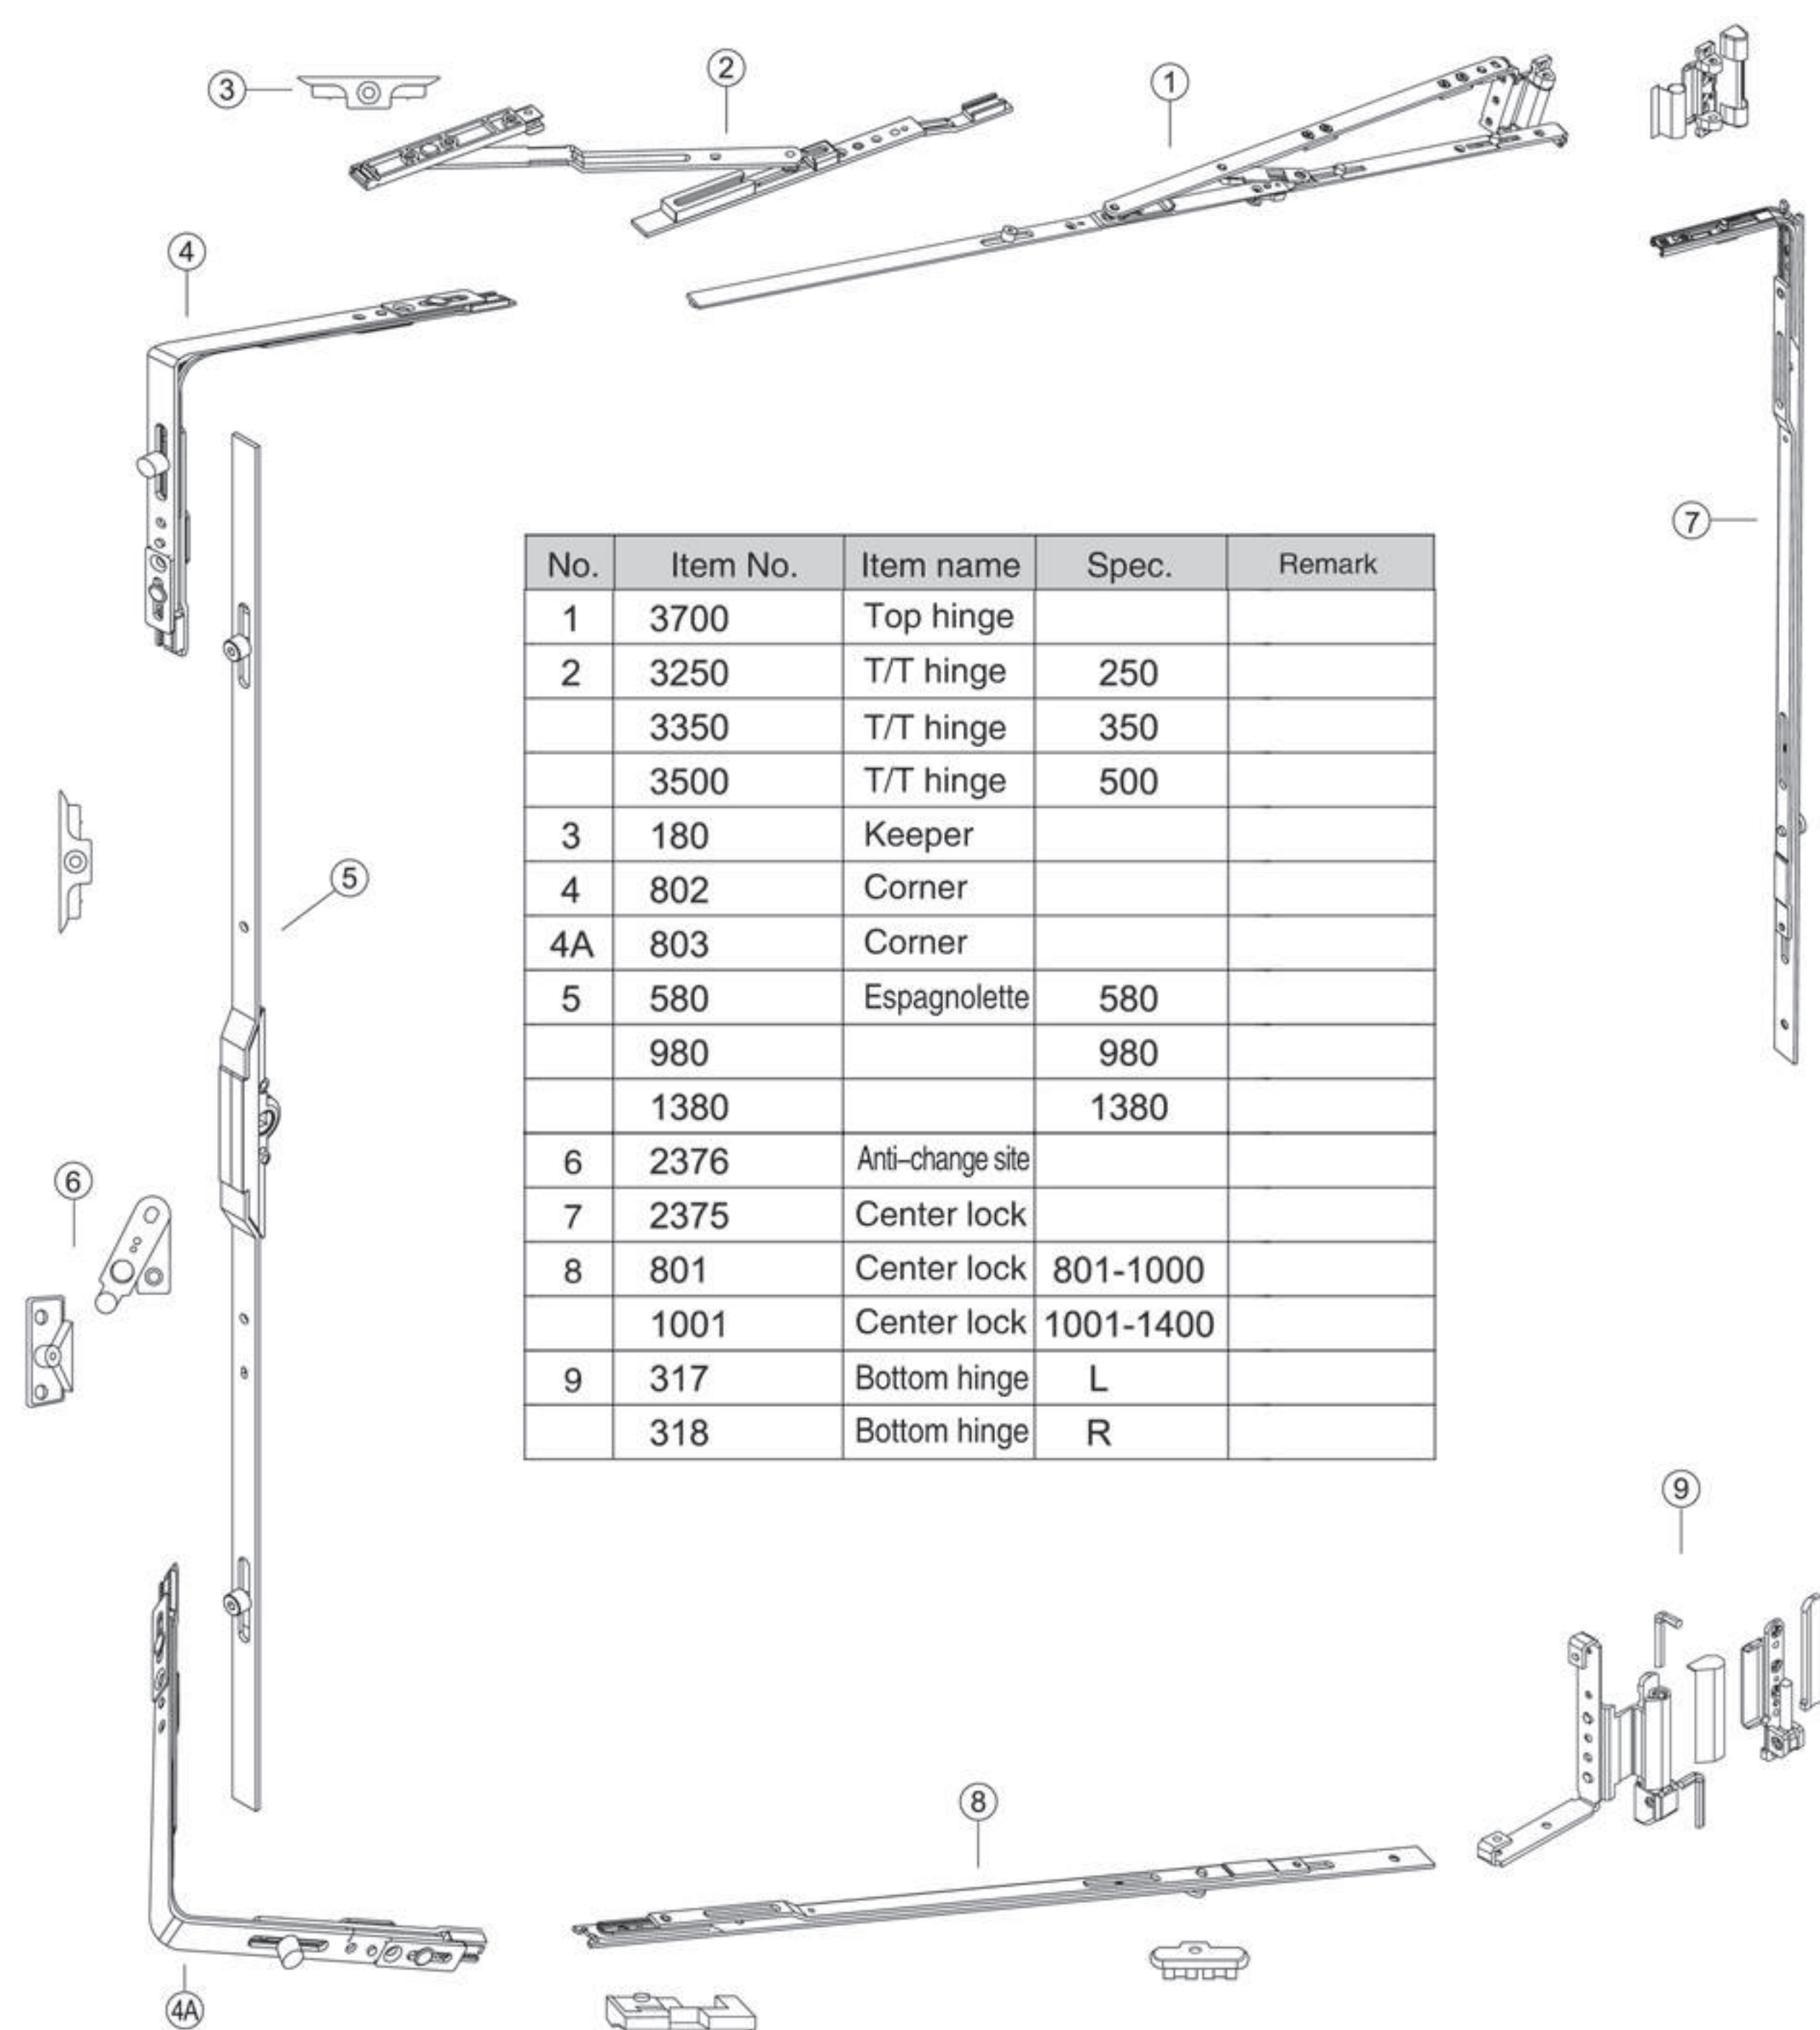 3
2
1
4
7
5
6
9
8
4A
No. Item No. Item name Spec. Remark
1 3700 Top hinge
2 3250 T/T hinge 250
3350 T/T hinge 350
3500 T/T hinge 500
3 180 Keeper
4 802 Corner
4A 803 Corner
5 580 Espagnolette 580
980 980
1380 1380
6 2376 Anti–change site
7 2375 Center lock
8 801 Center lock 801-1000
1001 Center lock 1001-1400
9 317 Bottom hinge L
318 Bottom hinge R